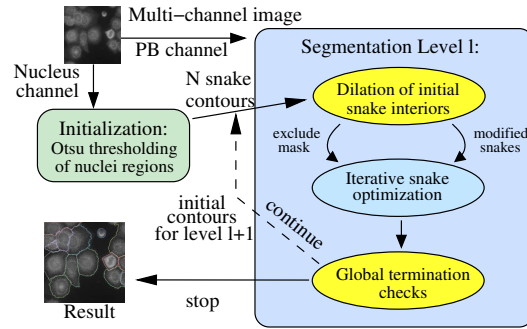 Multi-channel image
PB channel
Segmentation Level l:
Nucleus
channel
N snake
contours
Dilation of initial
snake interiors
Initialization:
Otsu thresholding
of nuclei regions
exclude
mask
modified
snakes
Iterative snake
optimization
initial
contours
for level l+1
continue
Global termination
checks
stop
Result